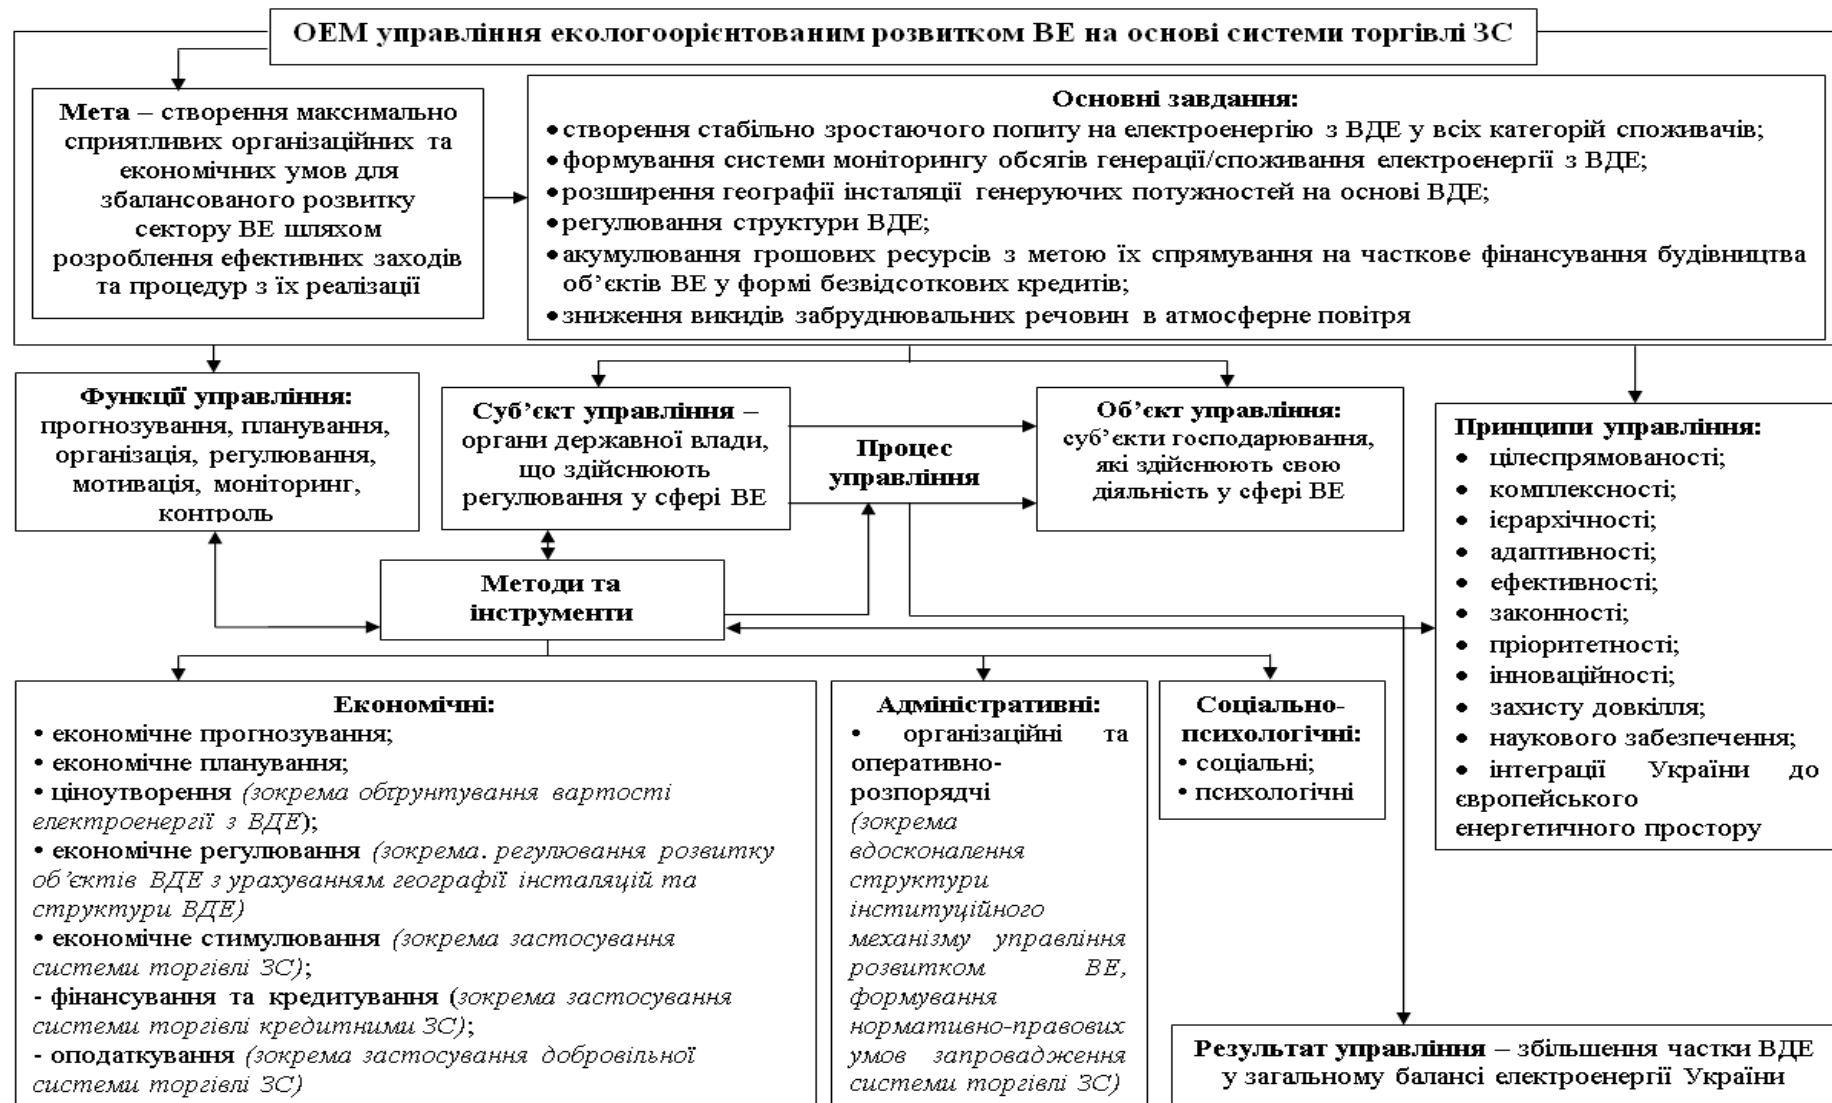 ОЕМ управління екологоорієнтованим розвитком ВЕ на основі системи торгівлі ЗС
Мета – створення максимально
сприятливих організаційних та
економічних умов для
збалансованого розвитку
сектору ВЕ шляхом
розроблення ефективних заходів
та процедур з їх реалізації
Основні завдання:
•створення стабільно зростаючого попиту на електроенергію з ВДЕ у всіх категорій споживачів;
•формування системи моніторингу обсягів генерації/споживання електроенергії з ВДЕ;
•розширення географії інсталяції генеруючих потужностей на основі ВДЕ;
•регулювання структури ВДЕ;
•акумулювання грошових ресурсів з метою їх спрямування на часткове фінансування будівництва
об’єктів ВЕ у формі безвідсоткових кредитів;
•зниження викидів забруднювальних речовин в атмосферне повітря
Функції управління:
прогнозування, планування,
організація, регулювання,
мотивація, моніторинг,
контроль
Суб’єкт управління –
органи державної влади,
що здійснюють
регулювання у сфері ВЕ
Процес
управління
Об’єкт управління:
суб’єкти господарювання,
які здійснюють свою
діяльність у сфері ВЕ
Принципи управління:
• цілеспрямованості;
• комплексності;
• ієрархічності;
• адаптивності;
• ефективності;
• законності;
• пріоритетності;
• інноваційності;
• захисту довкілля;
• наукового забезпечення;
• інтеграції України до
європейського
енергетичного простору
Методи та
інструменти
Економічні:
• економічне прогнозування;
• економічне планування;
• ціноутворення (зокрема обґрунтування вартості
електроенергії з ВДЕ);
• економічне регулювання (зокрема. регулювання розвитку
об’єктів ВДЕ з урахуванням географії інсталяцій та
структури ВДЕ)
• економічне стимулювання (зокрема застосування
системи торгівлі ЗС);
- фінансування та кредитування (зокрема застосування
системи торгівлі кредитними ЗС);
- оподаткування (зокрема застосування добровільної
системи торгівлі ЗС)
Адміністративні:
• організаційні та
оперативно-
розпорядчі
(зокрема
вдосконалення
структури
інституційного
механізму управління
розвитком ВЕ,
формування
нормативно-правових
умов запровадження
системи торгівлі ЗС)
Соціально-
психологічні:
• соціальні;
• психологічні
Результат управління – збільшення частки ВДЕ
у загальному балансі електроенергії України